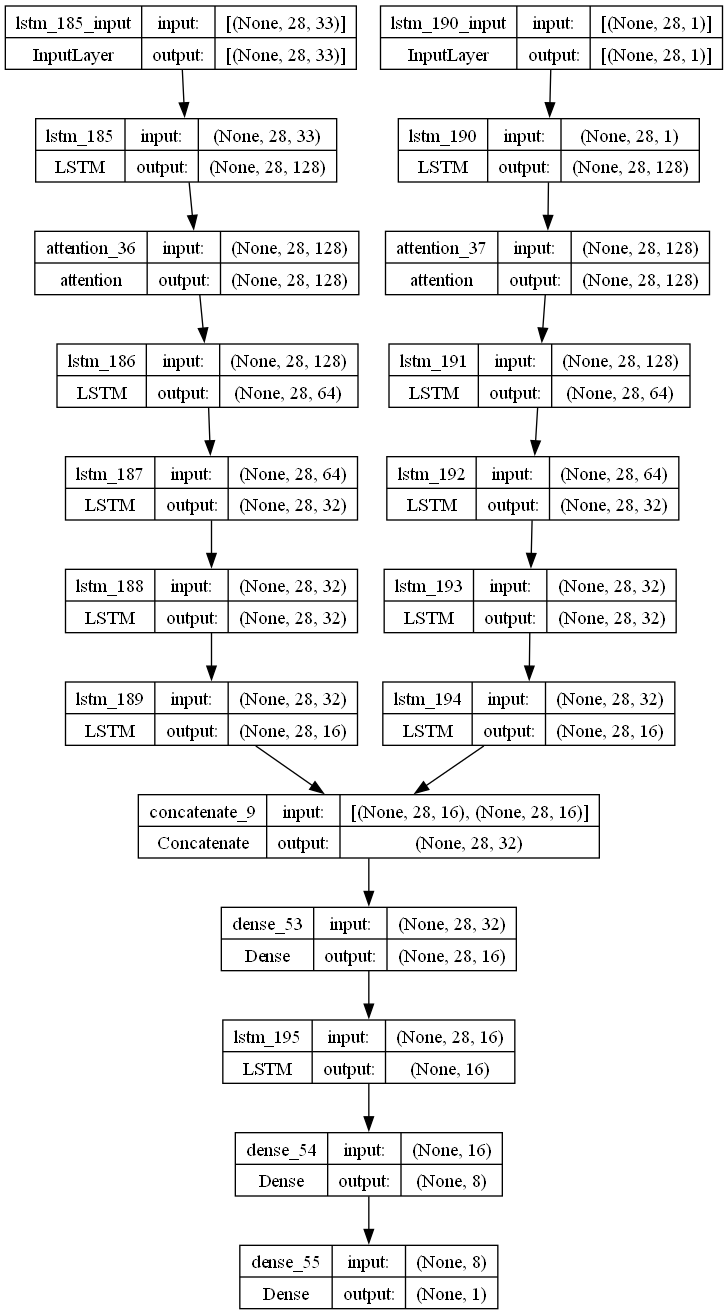 lstm_185_input input: [(None, 28, 33)]
InputLayer output: [(None, 28, 33)]
lstm_190_input input: [(None, 28, 1)]
InputLayer output: [(None, 28, 1)]
lstm_185 input: (None, 28, 33)
LSTM output: (None, 28, 128)
lstm_190 input: (None, 28, 1)
LSTM output: (None, 28, 128)
attention_36 input: (None, 28, 128)
attention output: (None, 28, 128)
attention_37 input: (None, 28, 128)
attention output: (None, 28, 128)
lstm_186 input: (None, 28, 128)
LSTM output: (None, 28, 64)
lstm_191 input: (None, 28, 128)
LSTM output: (None, 28, 64)
lstm_187 input: (None, 28, 64)
LSTM output: (None, 28, 32)
lstm_192 input: (None, 28, 64)
LSTM output: (None, 28, 32)
lstm_188 input: (None, 28, 32)
LSTM output: (None, 28, 32)
lstm_193 input: (None, 28, 32)
LSTM output: (None, 28, 32)
lstm_189 input: (None, 28, 32)
LSTM output: (None, 28, 16)
lstm_194 input: (None, 28, 32)
LSTM output: (None, 28, 16)
concatenate_9 input: [(None, 28, 16), (None, 28, 16)]
Concatenate output: (None, 28, 32)
dense_53 input: (None, 28, 32)
Dense output: (None, 28, 16)
lstm_195 input: (None, 28, 16)
LSTM output: (None, 16)
dense_54 input: (None, 16)
Dense output: (None, 8)
dense_55 input: (None, 8)
Dense output: (None, 1)